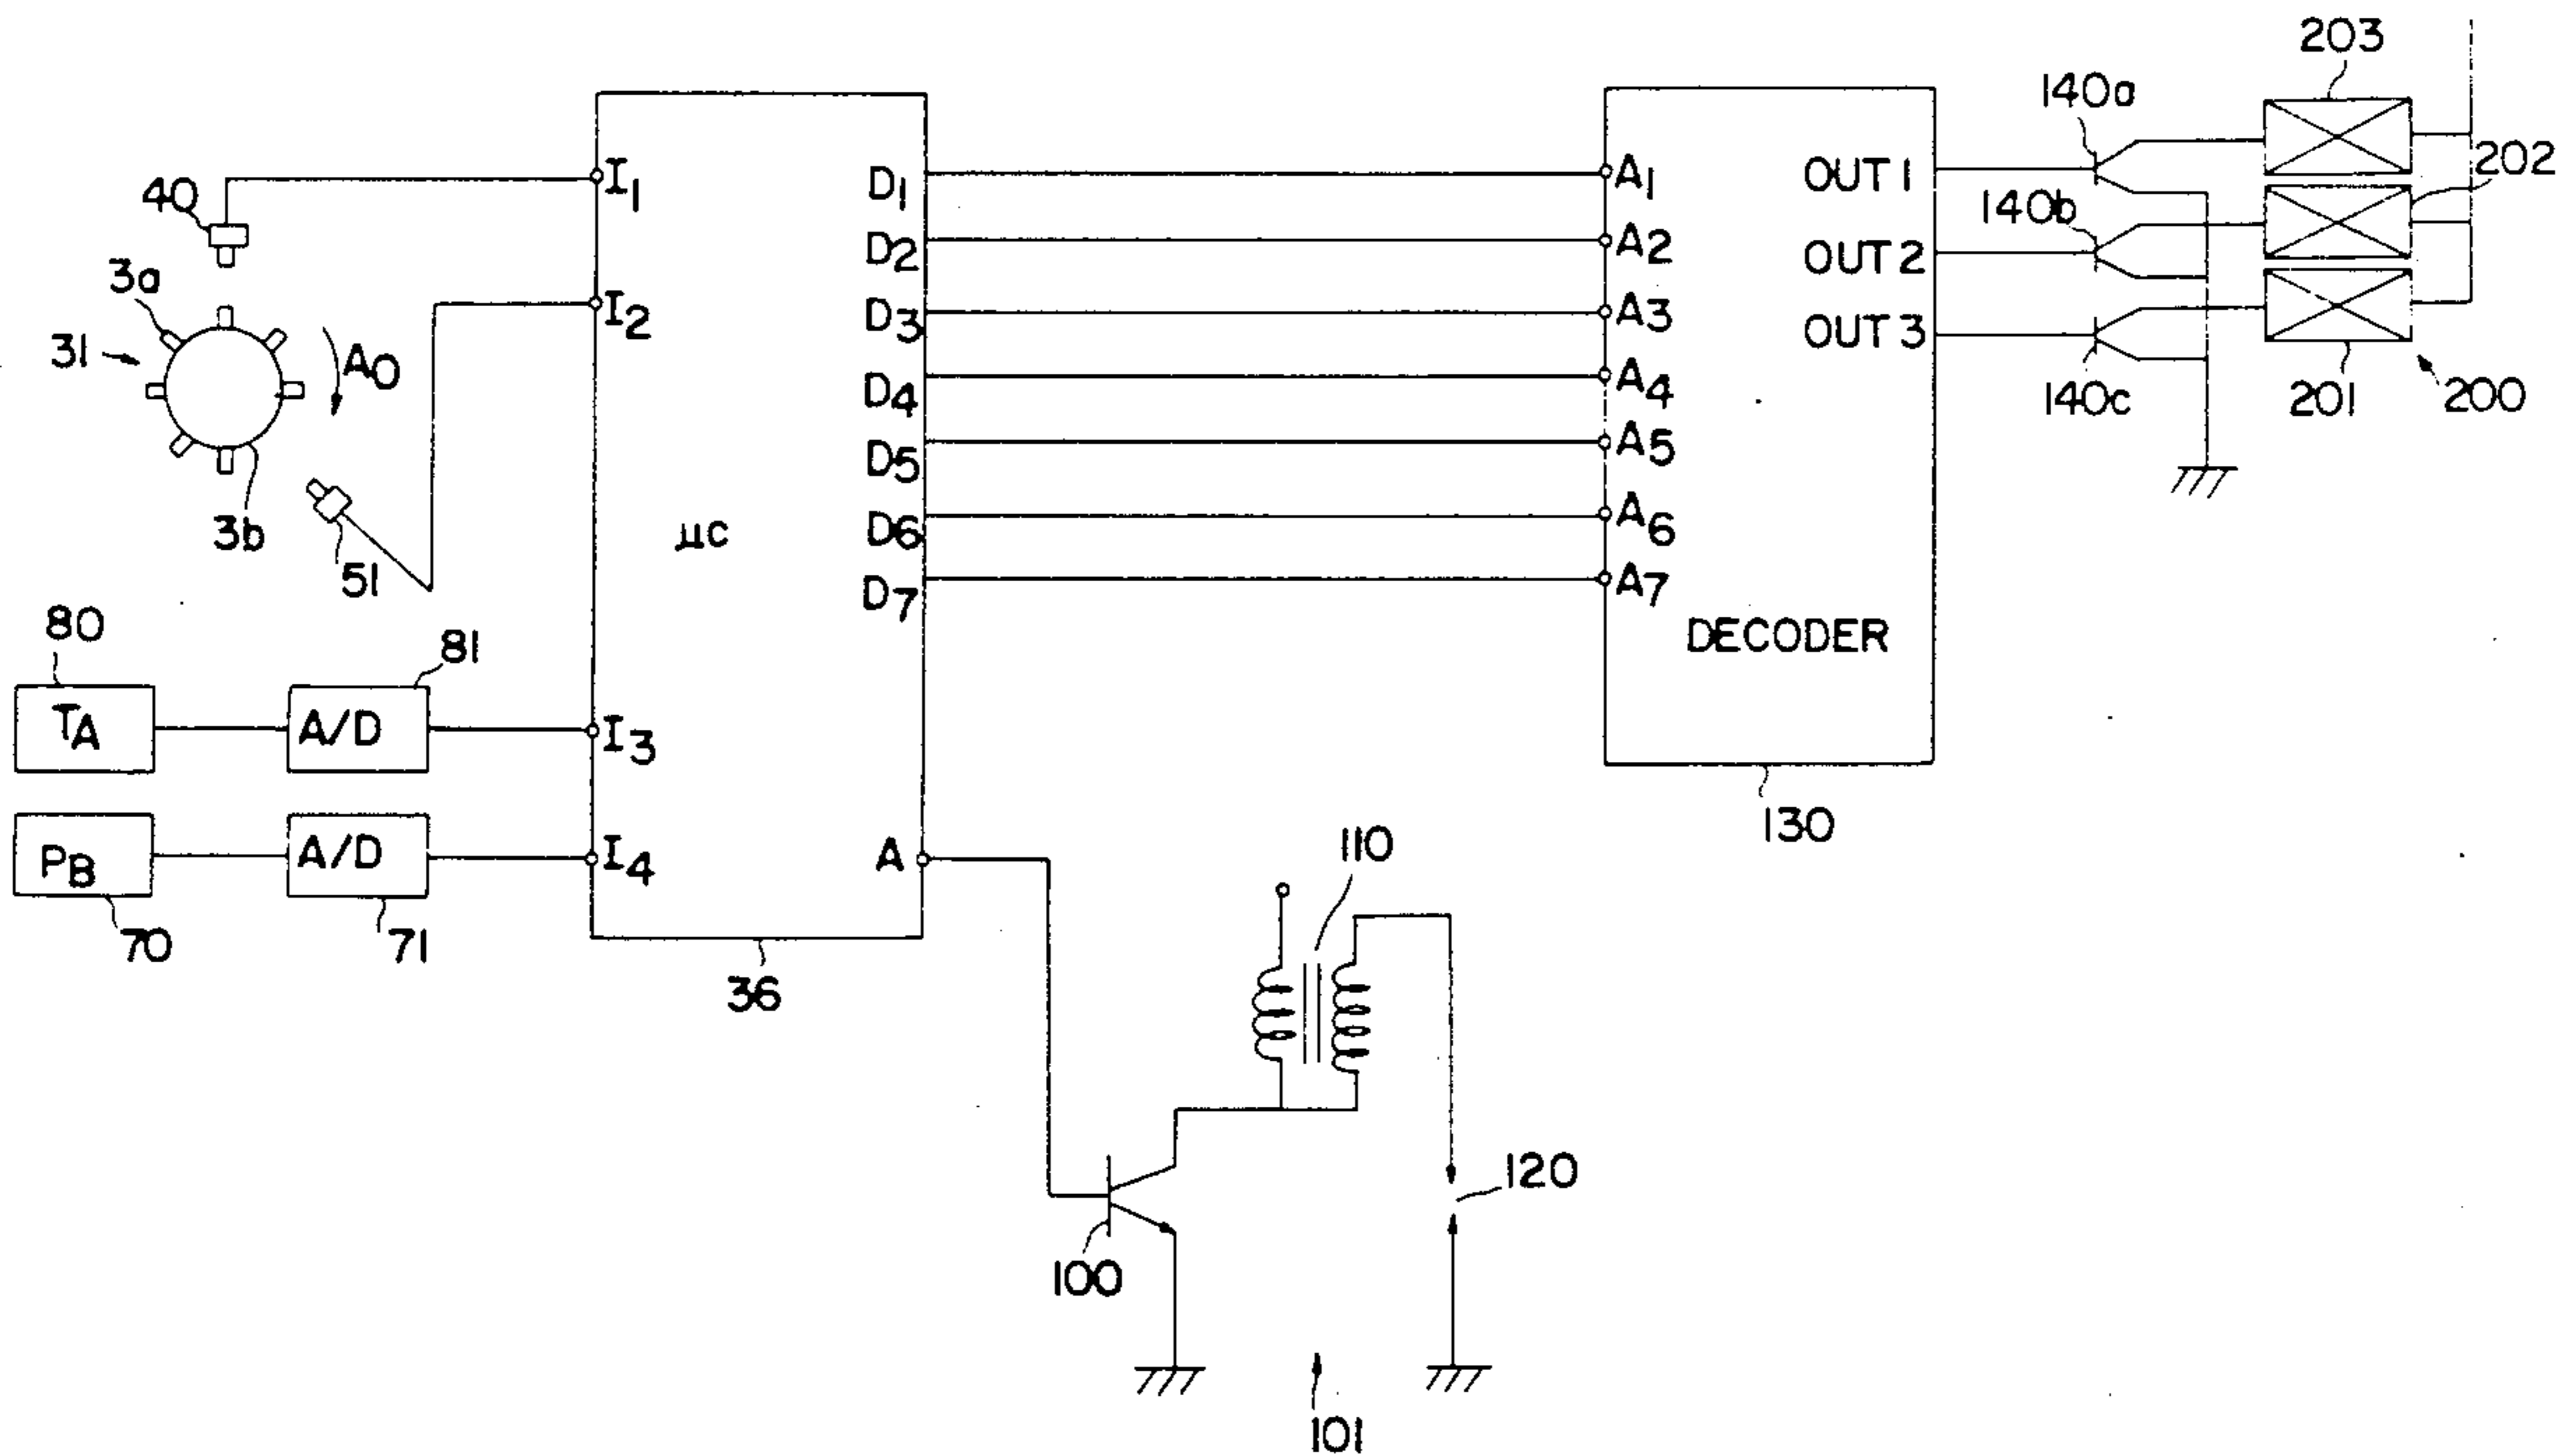 203
140a
202
40
I1
D1
A1
OUT 1
140b
3a
D2
A2
OUT 2
31
A0
I2
D3
A3
OUT 3
D4
A4
140c
201
200
D5
A5
3b
51
μc
D6
A6
D7
A7
80
81
DECODER
TA
A/D
I3
130
PB
A/D
I4
A
110
70
71
36
120
100
101